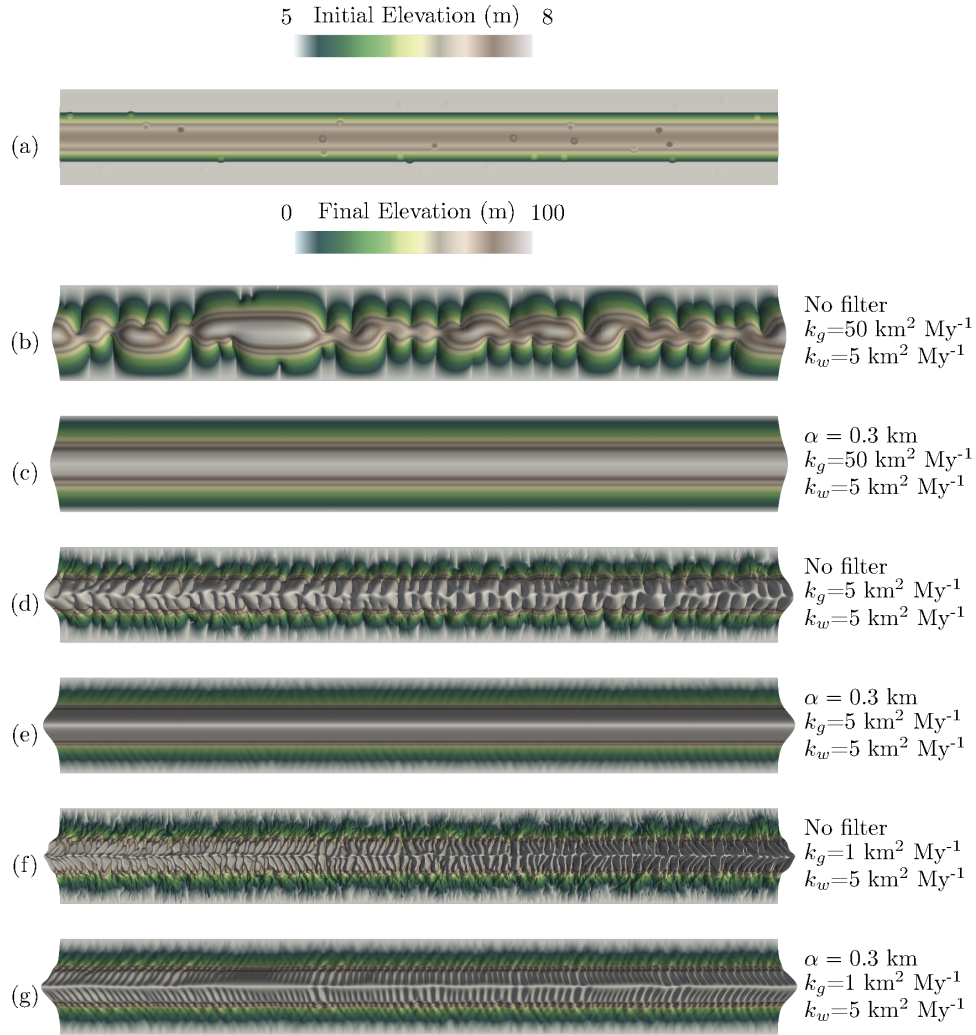 5 Initial Elevation (m) 8
(a)
0 Final Elevation (m) 100
(b)
No filter
k_g=50 km² My⁻¹
k_w=5 km² My⁻¹
(c)
α = 0.3 km
k_g=50 km² My⁻¹
k_w=5 km² My⁻¹
(d)
No filter
k_g=5 km² My⁻¹
k_w=5 km² My⁻¹
(e)
α = 0.3 km
k_g=5 km² My⁻¹
k_w=5 km² My⁻¹
(f)
No filter
k_g=1 km² My⁻¹
k_w=5 km² My⁻¹
(g)
α = 0.3 km
k_g=1 km² My⁻¹
k_w=5 km² My⁻¹